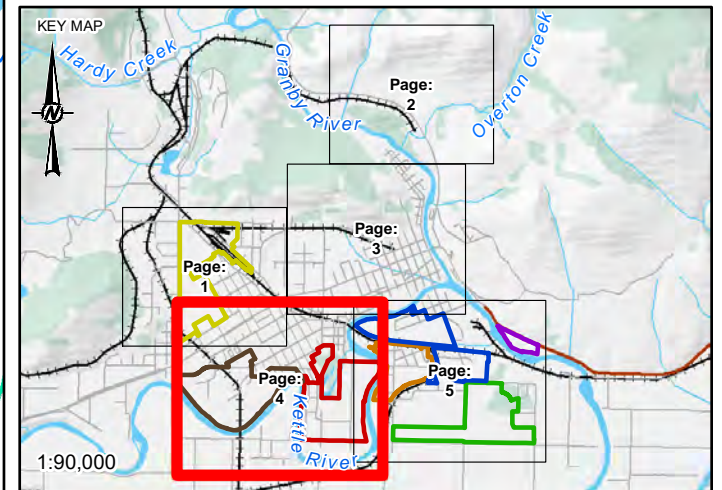 KEY MAP
Hardy Creek
N
Granby River
Overton Creek
Page:
2
Page:
3
Page:
1
Page:
4
Page:
5
Kettle River
1:90,000